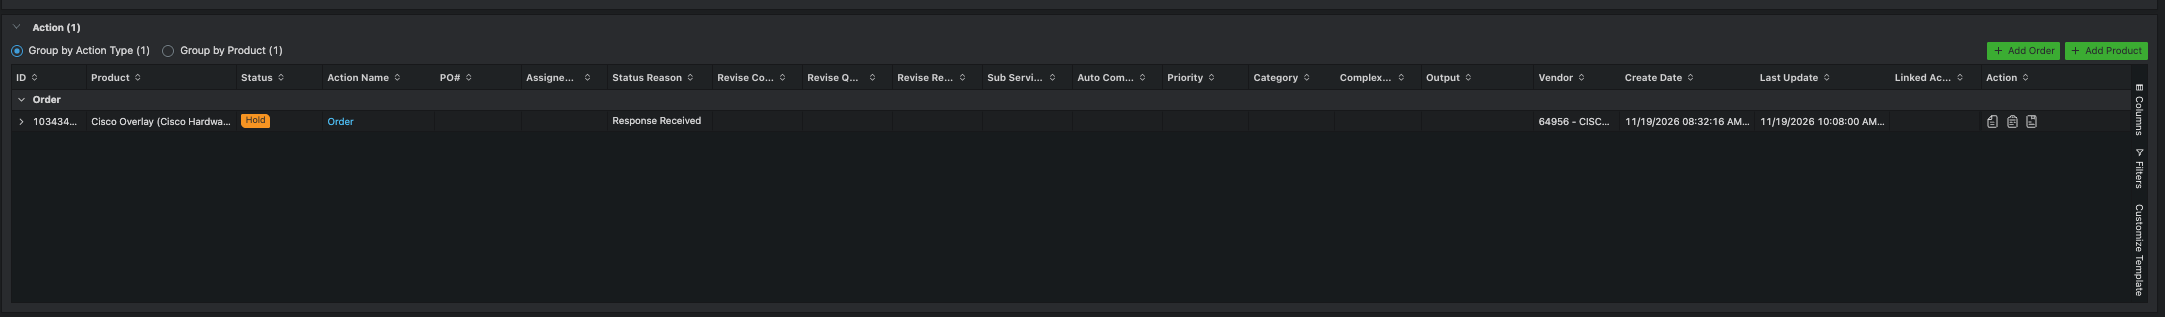 Action (1)
Group by Action Type (1) Group by Product (1) + Add Order + Add Product
ID Product Status Action Name PO# Assigne... Status Reason Revise Co... Revise Q... Revise Re... Sub Servi... Auto Com... Priority Category Complex... Output Vendor Create Date Last Update Linked Ac... Action
Order
103434... Cisco Overlay (Cisco Hardwa... Hold Order Response Received 64956 - CISC... 11/19/2026 08:32:16 AM... 11/19/2026 10:08:00 AM...
Columns
Filters
Customize Template